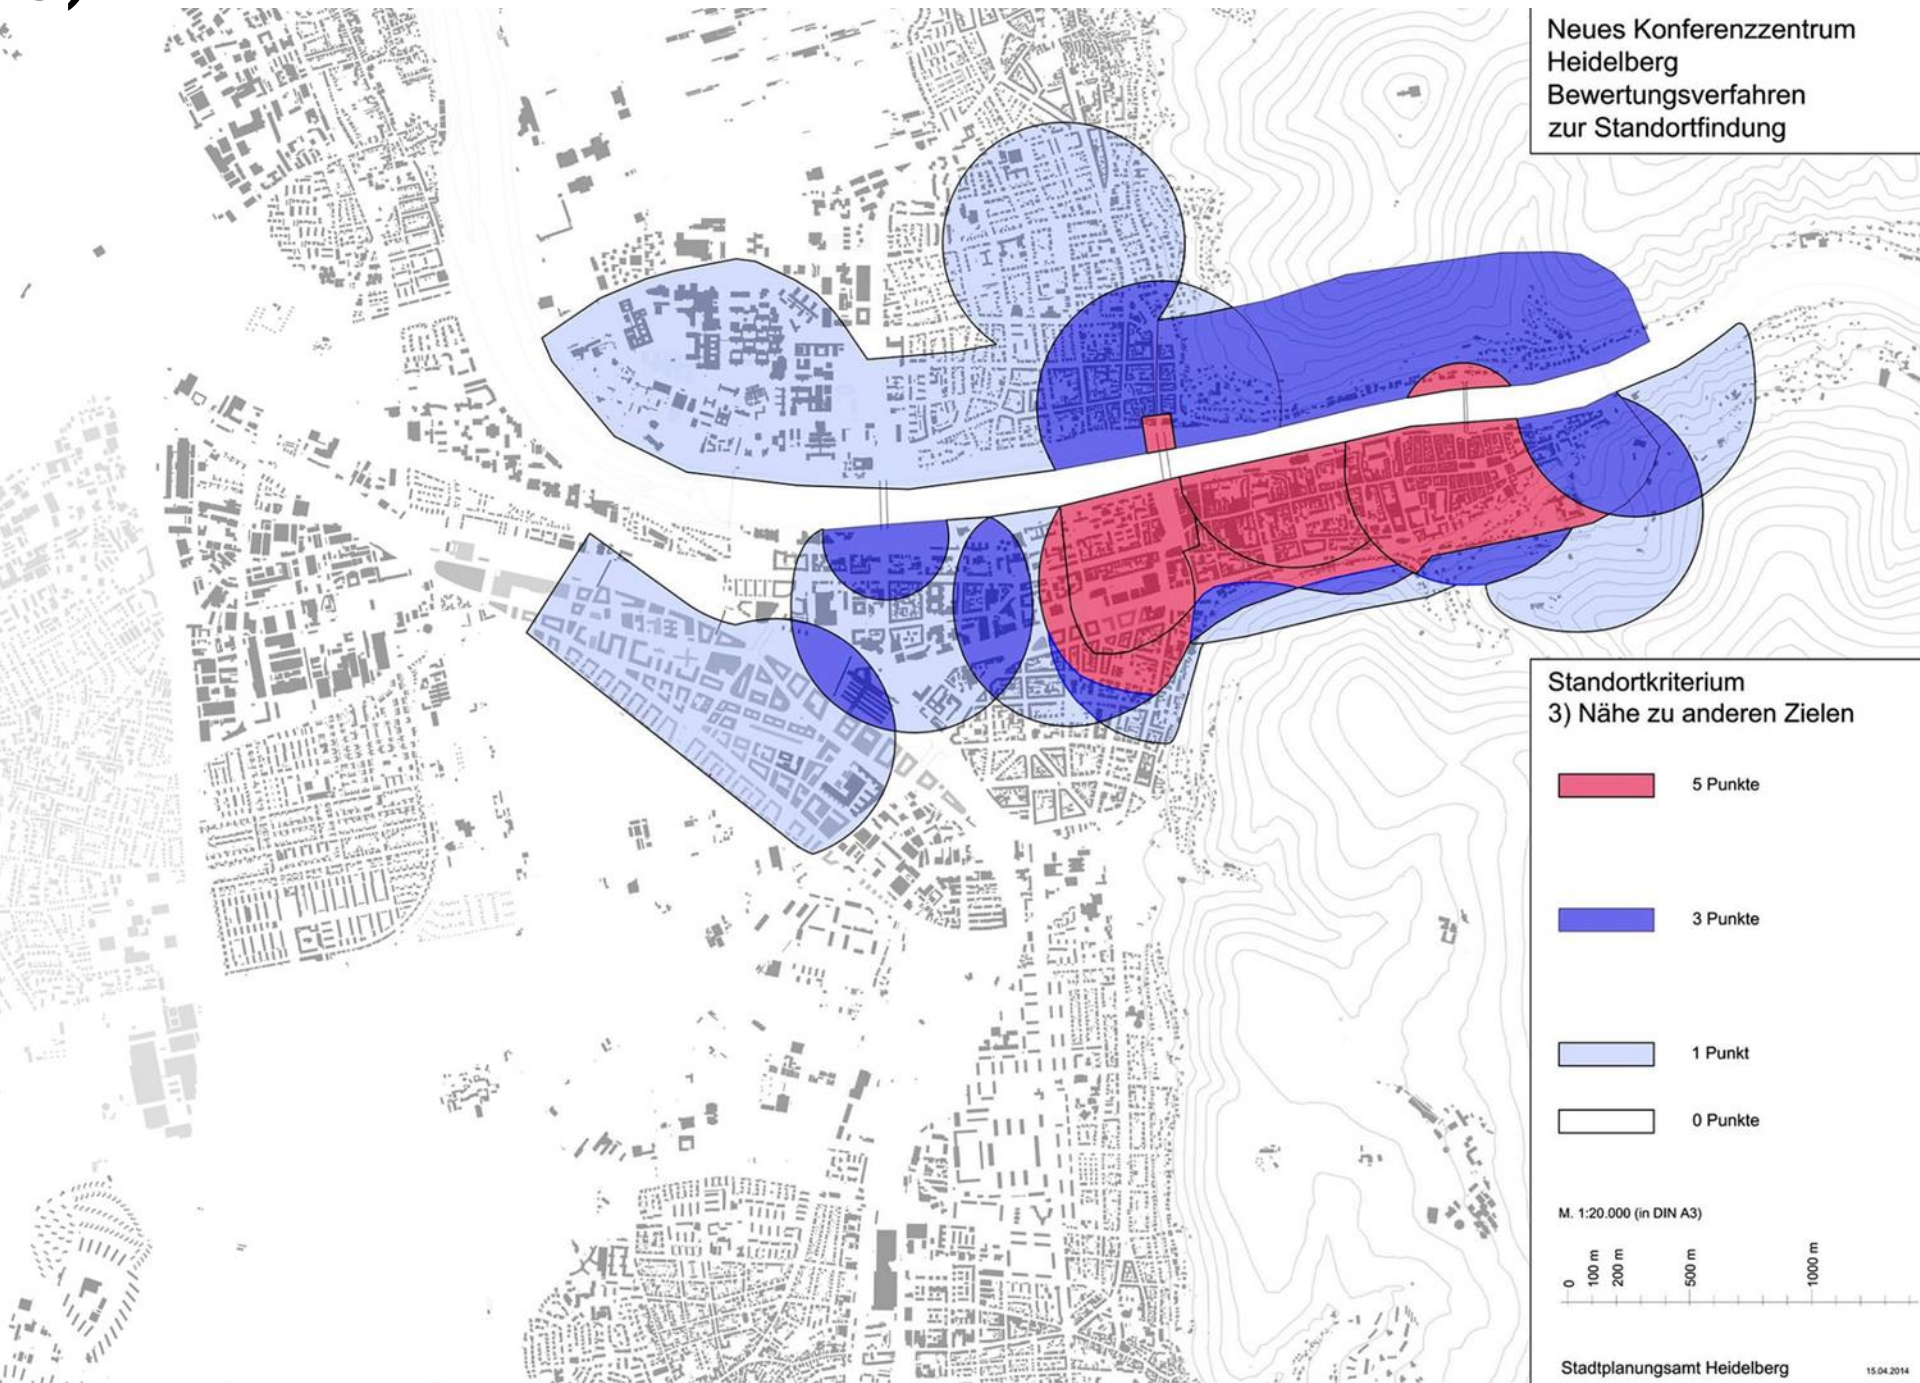 Neues Konferenzzentrum
Heidelberg
Bewertungsverfahren
zur Standortfindung
Standortkriterium
3) Nähe zu anderen Zielen
5 Punkte
3 Punkte
1 Punkt
0 Punkte
M. 1:20.000 (in DIN A3)
0 100 m 200 m 500 m 1000 m
Stadtplanungsamt Heidelberg 15.04.2014